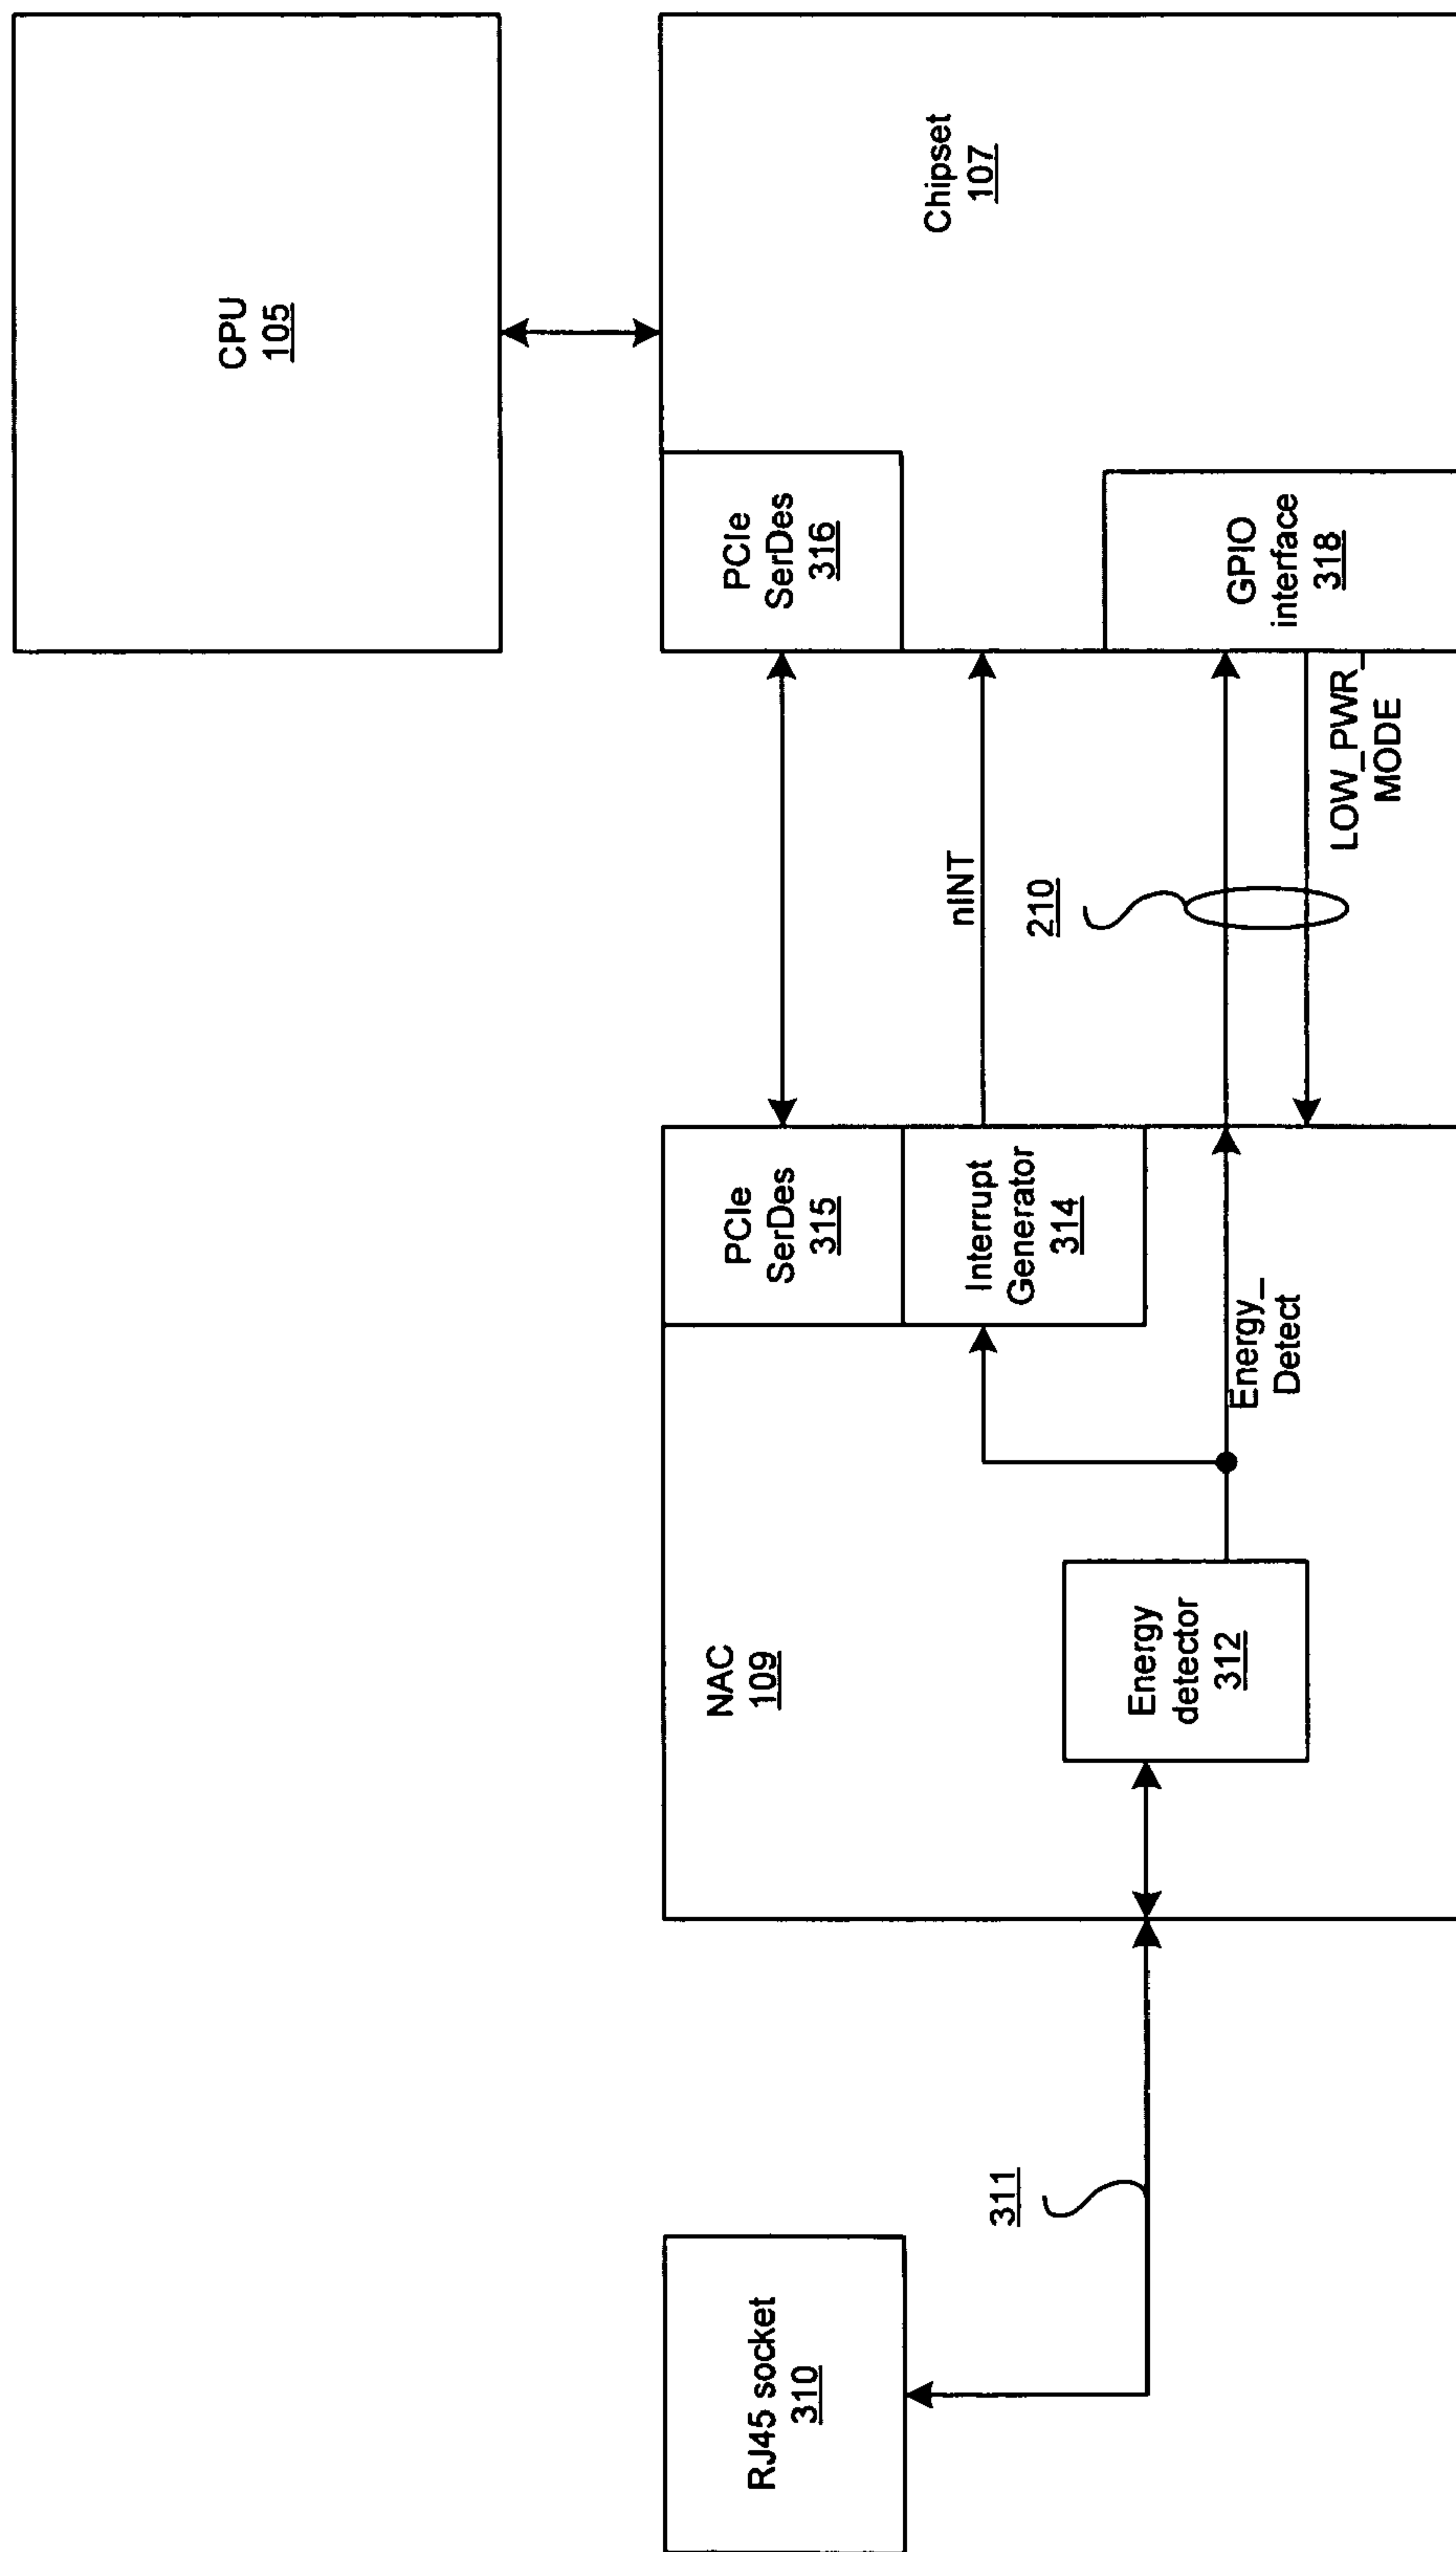 CPU
105
Chipset
107
PCIe
SerDes
316
GPIO
interface
318
nINT
210
LOW_PWR_
MODE
PCIe
SerDes
315
Interrupt
Generator
314
Energy_
Detect
NAC
109
Energy
detector
312
311
RJ45 socket
310